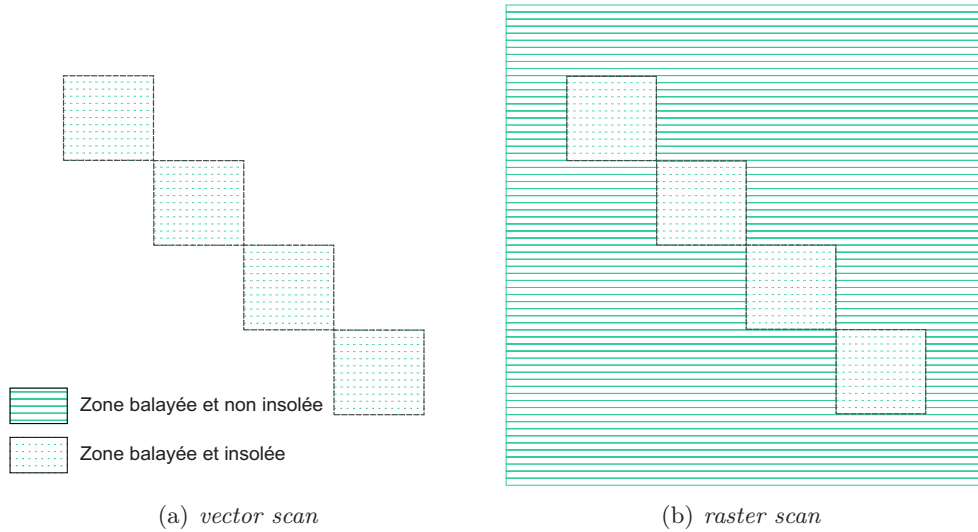 Zone balayée et non insolée
Zone balayée et insolée
(a) vector scan
(b) raster scan